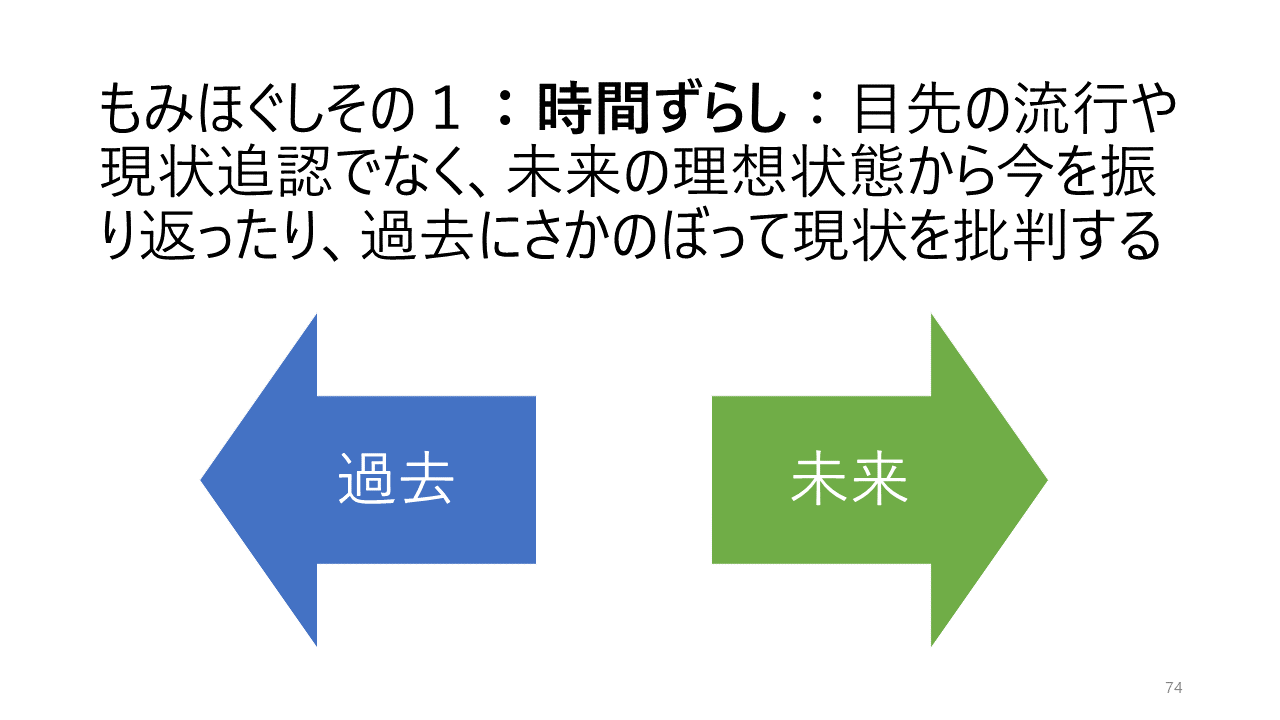 もみほぐしその１：時間ずらし：目先の流行や
現状追認でなく、未来の理想状態から今を振
り返ったり、過去にさかのぼって現状を批判する
過去
未来
74